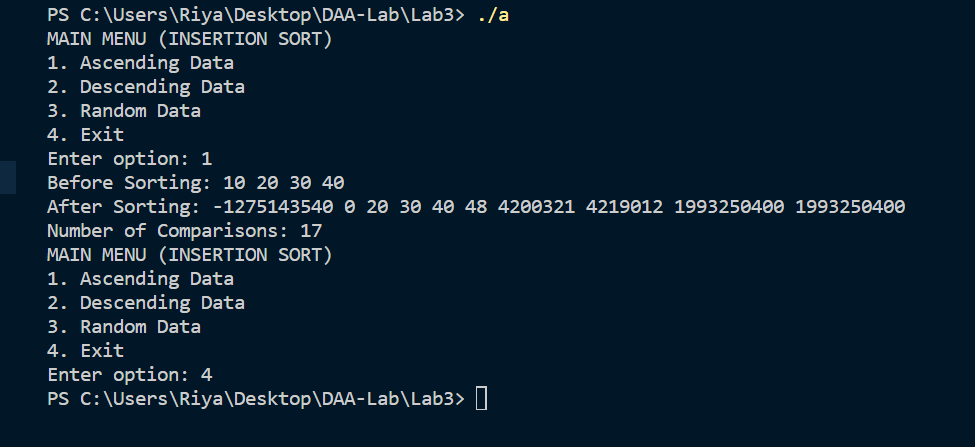 PS C:\Users\Riya\Desktop\DAA-Lab\Lab3> ./a
MAIN MENU (INSERTION SORT)
1. Ascending Data
2. Descending Data
3. Random Data
4. Exit
Enter option: 1
Before Sorting: 10 20 30 40
After Sorting: -1275143540 0 20 30 40 48 4200321 4219012 1993250400 1993250400
Number of Comparisons: 17
MAIN MENU (INSERTION SORT)
1. Ascending Data
2. Descending Data
3. Random Data
4. Exit
Enter option: 4
PS C:\Users\Riya\Desktop\DAA-Lab\Lab3>